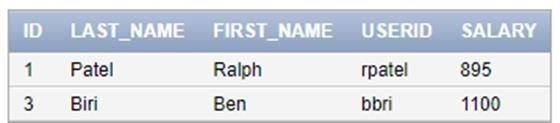 ID LAST_NAME FIRST_NAME USERID SALARY
1 Patel Ralph rpatel 895
3 Biri Ben bbri 1100